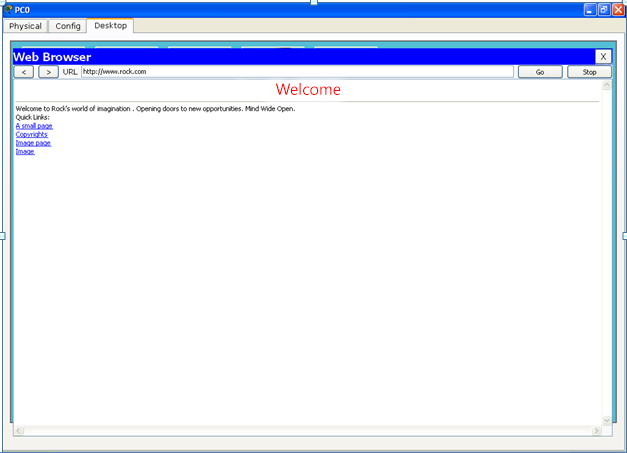 PC0
Physical Config Desktop
Web Browser X
< > URL http://www.rock.com Go Stop
Welcome
Welcome to Rock's world of imagination . Opening doors to new opportunities. Mind Wide Open.
Quick Links:
A small page
Copyrights
Image page
Image